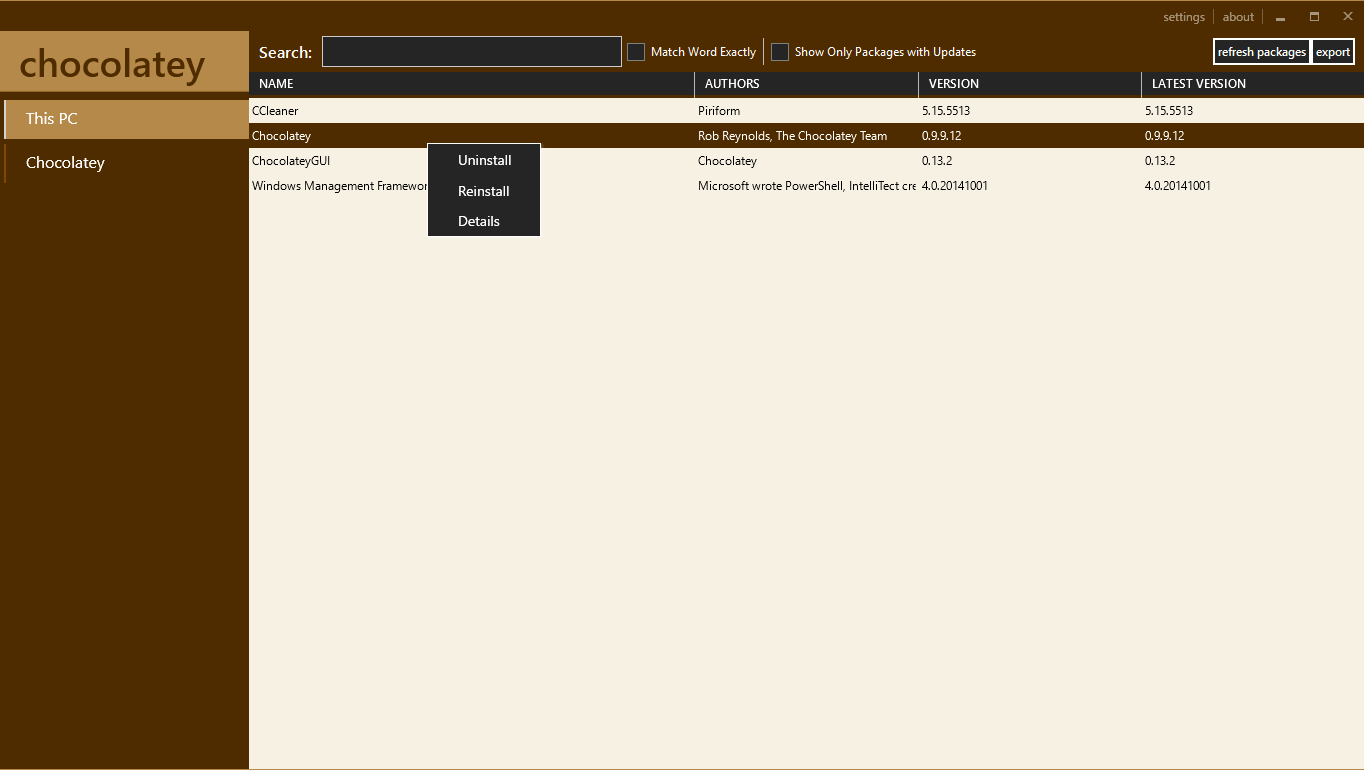 settings about
chocolatey
Search: Match Word Exactly Show Only Packages with Updates refresh packages export
NAME AUTHORS VERSION LATEST VERSION
This PC
Chocolatey
CCleaner Piriform 5.15.5513 5.15.5513
Chocolatey Rob Reynolds, The Chocolatey Team 0.9.9.12 0.9.9.12
ChocolateyGUI Chocolatey 0.13.2 0.13.2
Windows Management Framewor Microsoft wrote PowerShell, IntelliTect cre 4.0.20141001 4.0.20141001
Uninstall
Reinstall
Details